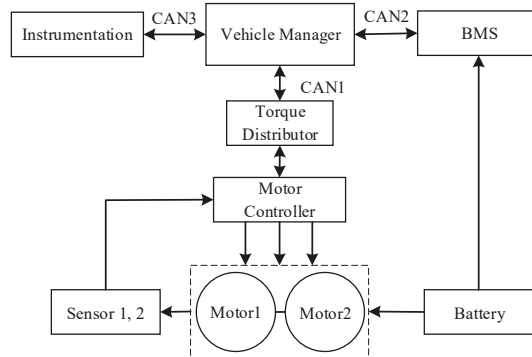 CAN3
CAN2
Instrumentation
Vehicle Manager
BMS
CAN1
Torque
Distributor
Motor
Controller
Sensor 1, 2
Motor1
Motor2
Battery